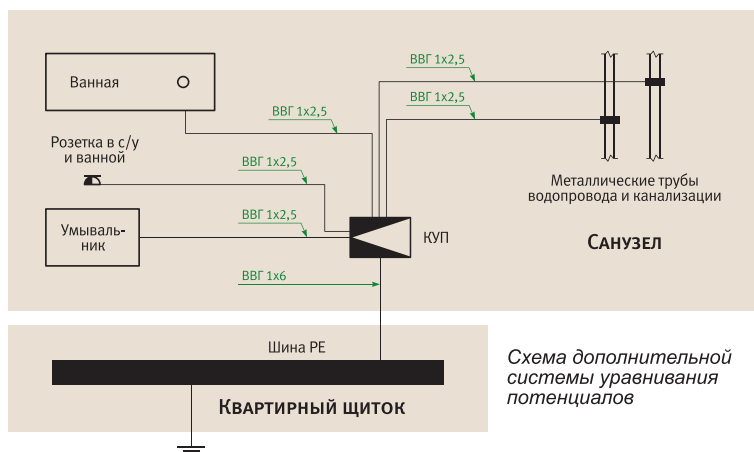 Ванная
ВВГ 1х2,5
ВВГ 1х2,5
ВВГ 1х2,5
Розетка в с/у
и ванной
ВВГ 1х2,5
Металлические трубы
водопровода и канализации
ВВГ 1х2,5
Умываль-
ник
КУП
Санузел
ВВГ 1х6
Шина PE
Квартирный щиток
Схема дополнительной
системы уравнивания
потенциалов